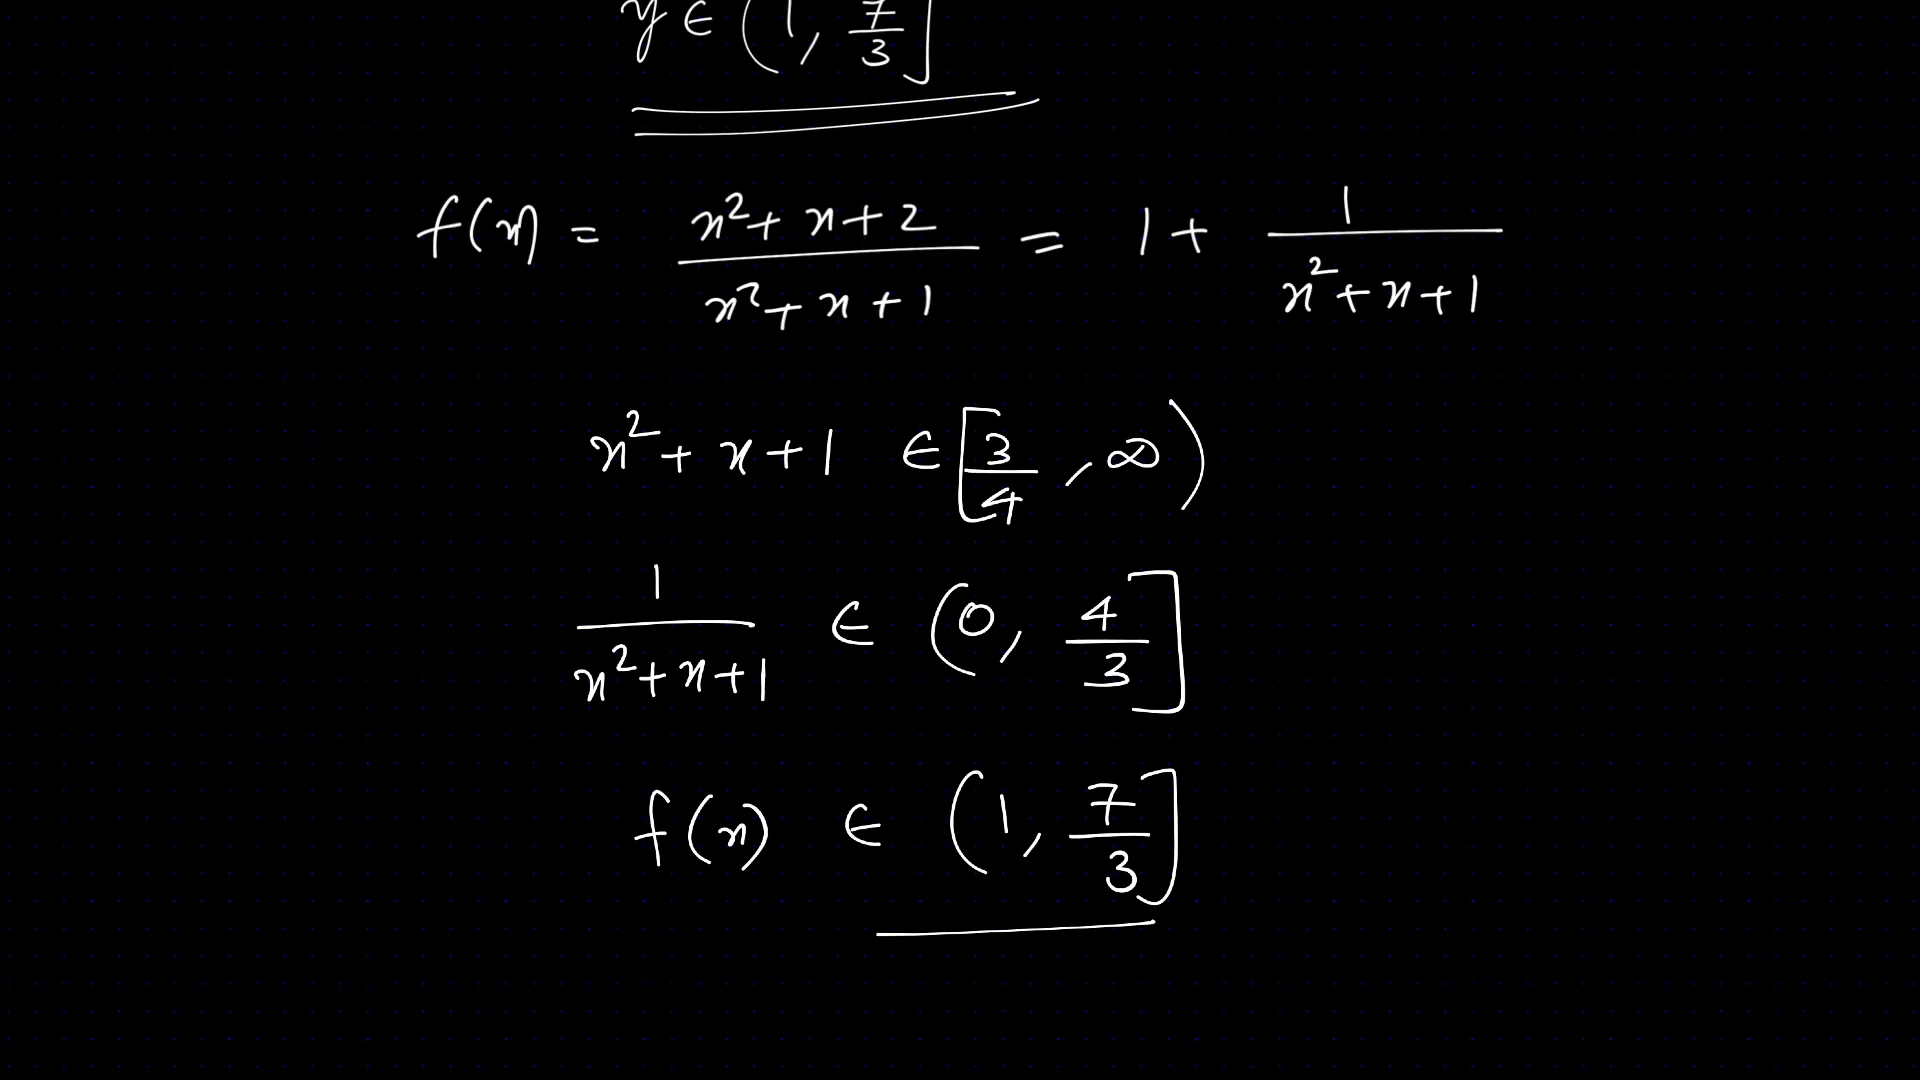 y ∈ (1, 7/3]
f(x) = (x² + x + 2)/(x² + x + 1) = 1 + 1/(x² + x + 1)
x² + x + 1 ∈ [3/4, ∞)
1/(x² + x + 1) ∈ (0, 4/3]
f(x) ∈ (1, 7/3]